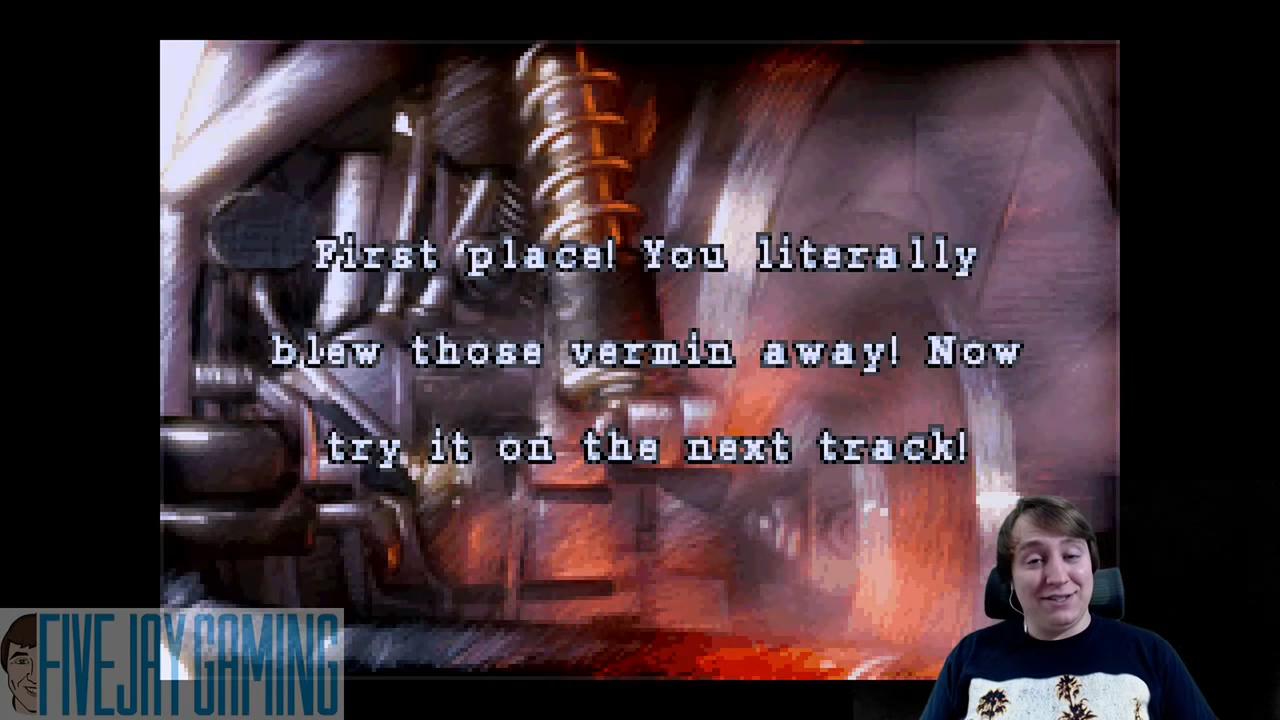 First place! You literally
blew those vermin away! Now
try it on the next track!
FIVEJAY GAMING